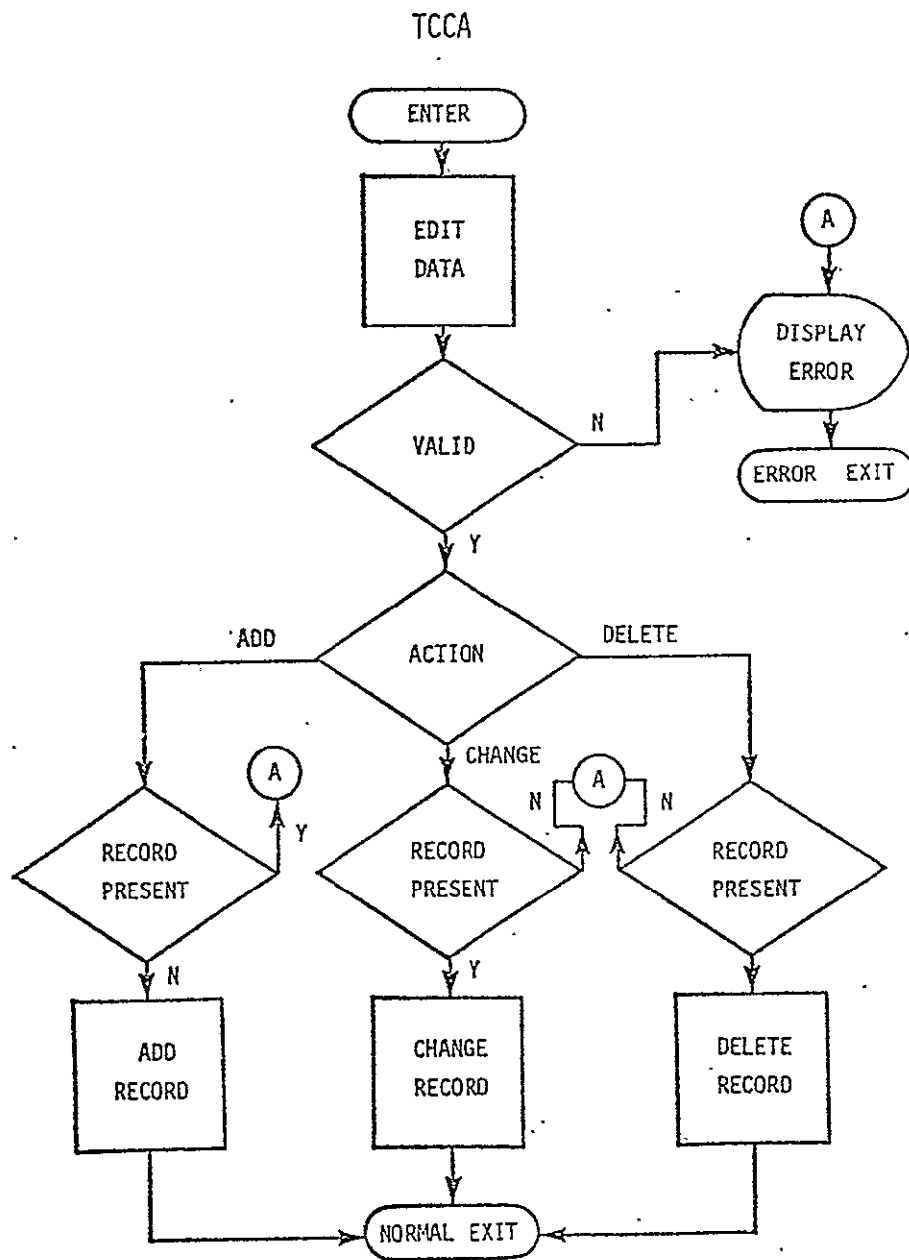 TCCA
ENTER
EDIT
DATA
A
DISPLAY
ERROR
N
VALID
ERROR EXIT
Y
ADD
ACTION
DELETE
CHANGE
A
A
N
N
Y
RECORD
PRESENT
RECORD
PRESENT
RECORD
PRESENT
N
Y
ADD
RECORD
CHANGE
RECORD
DELETE
RECORD
NORMAL EXIT